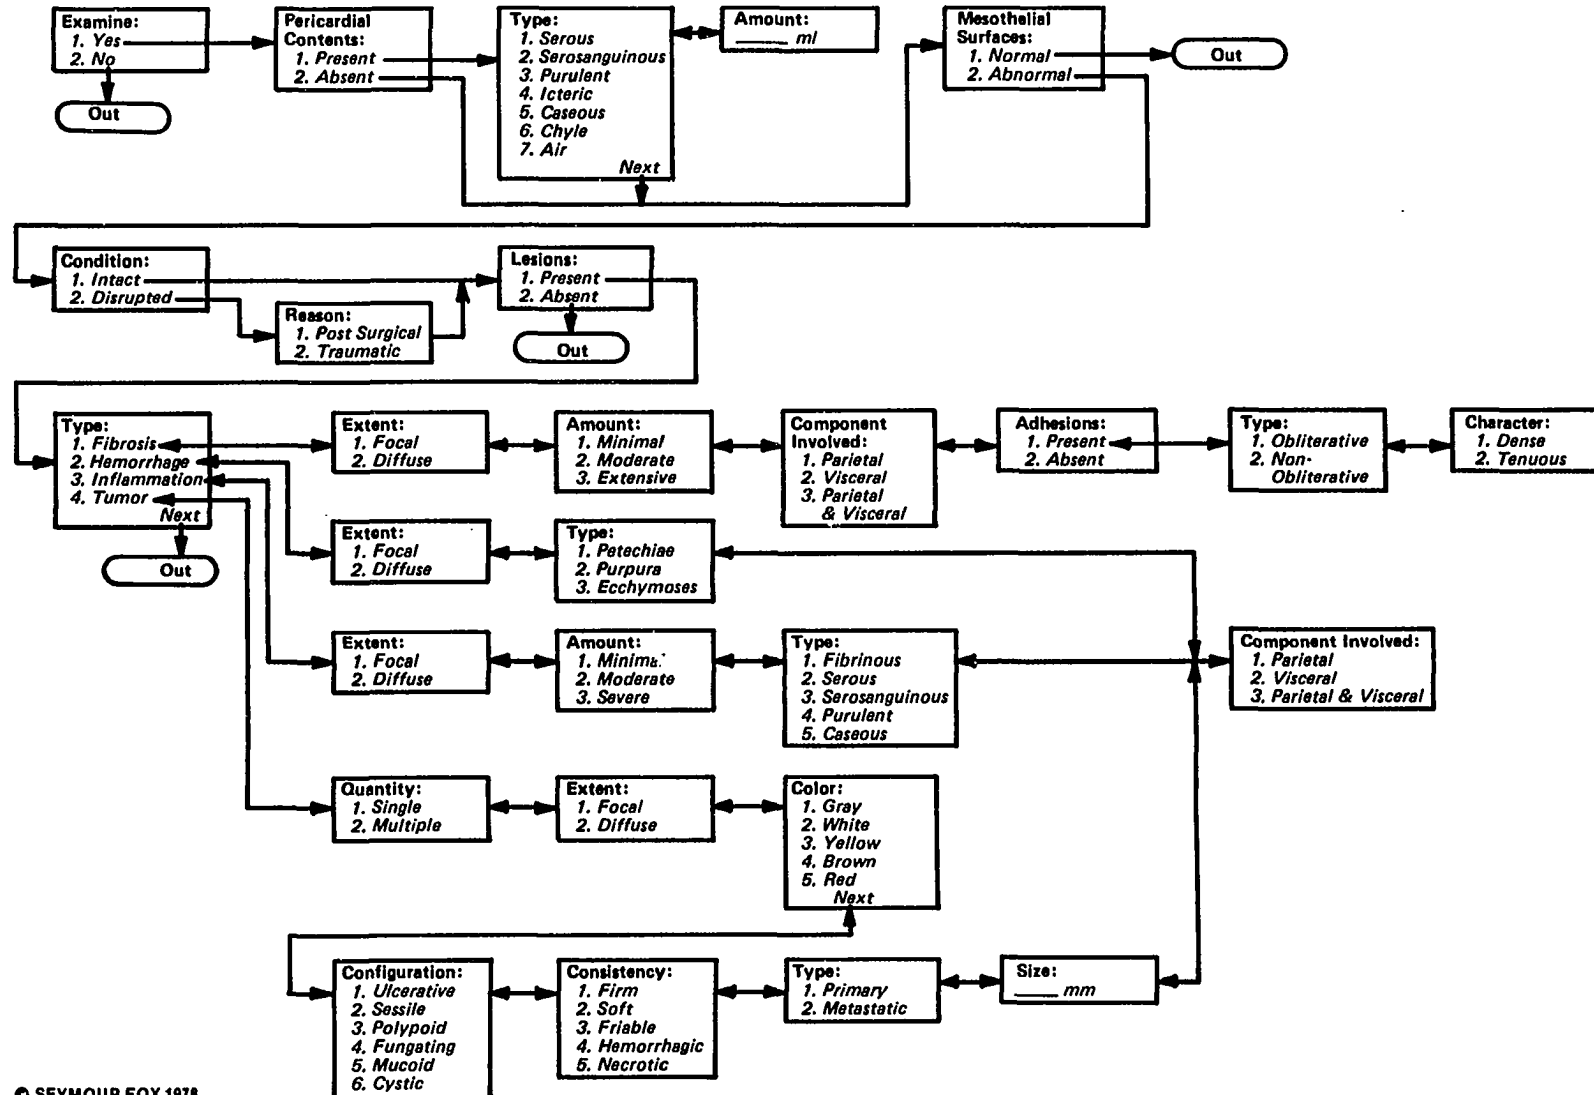 Examine:
1. Yes
2. No
Out
Pericardial
Contents:
1. Present
2. Absent
Type:
1. Serous
2. Serosanguinous
3. Purulent
4. Icteric
5. Caseous
6. Chyle
7. Air
Next
Amount:
____ ml
Mesothelial
Surfaces:
1. Normal
2. Abnormal
Out
Condition:
1. Intact
2. Disrupted
Reason:
1. Post Surgical
2. Traumatic
Lesions:
1. Present
2. Absent
Out
Type:
1. Fibrosis
2. Hemorrhage
3. Inflammation
4. Tumor
Next
Out
Extent:
1. Focal
2. Diffuse
Amount:
1. Minimal
2. Moderate
3. Extensive
Component
Involved:
1. Parietal
2. Visceral
3. Parietal
& Visceral
Adhesions:
1. Present
2. Absent
Type:
1. Obliterative
2. Non-
Obliterative
Character:
1. Dense
2. Tenuous
Extent:
1. Focal
2. Diffuse
Type:
1. Petechiae
2. Purpura
3. Ecchymoses
Extent:
1. Focal
2. Diffuse
Amount:
1. Minimal
2. Moderate
3. Severe
Type:
1. Fibrinous
2. Serous
3. Serosanguinous
4. Purulent
5. Caseous
Component Involved:
1. Parietal
2. Visceral
3. Parietal & Visceral
Quantity:
1. Single
2. Multiple
Extent:
1. Focal
2. Diffuse
Color:
1. Gray
2. White
3. Yellow
4. Brown
5. Red
Next
Configuration:
1. Ulcerative
2. Sessile
3. Polypoid
4. Fungating
5. Mucoid
6. Cystic
Consistency:
1. Firm
2. Soft
3. Friable
4. Hemorrhagic
5. Necrotic
Type:
1. Primary
2. Metastatic
Size:
____ mm
© SEYMOUR FOX 1978